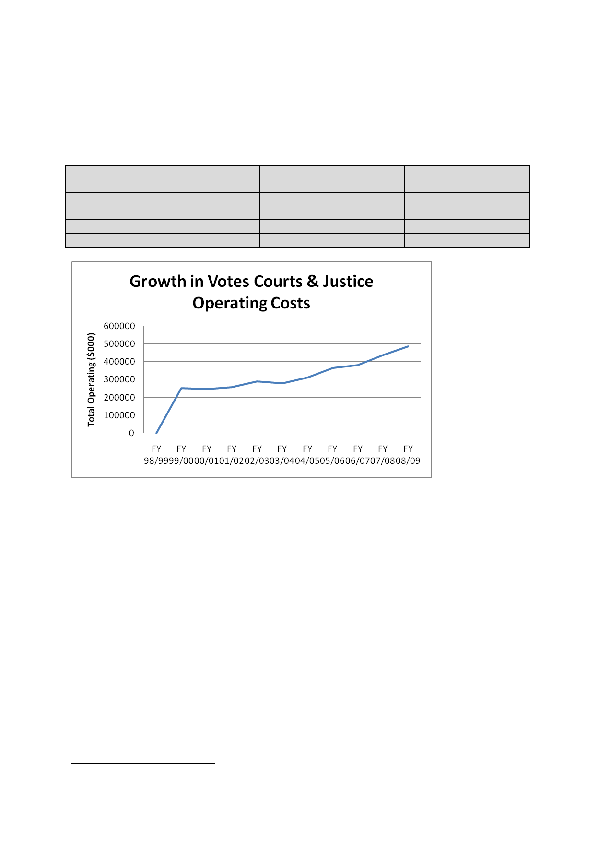 Growth in Votes Courts & Justice
Operating Costs
Total Operating ($000)
600000
500000
400000
300000
200000
100000
0
FY FY FY FY FY FY FY FY FY FY FY
98/99 99/00 00/01 01/02 02/03 03/04 04/05 05/06 06/07 07/08 08/09